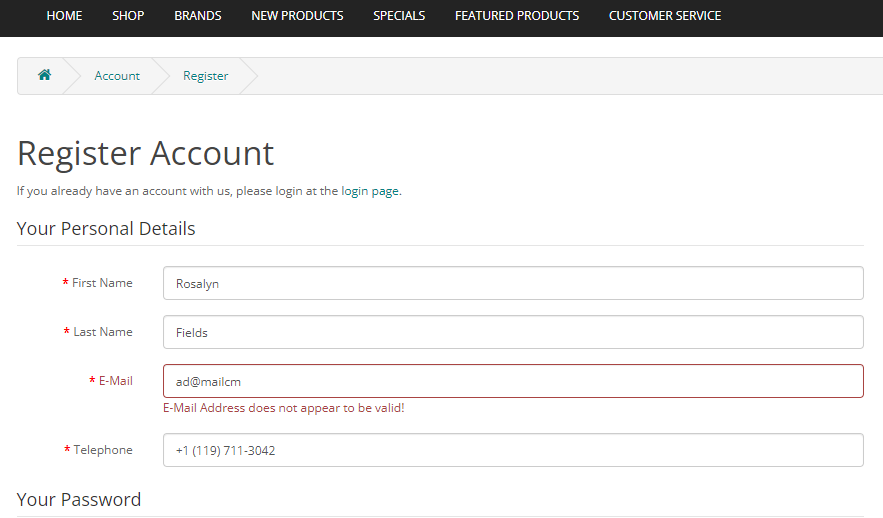 HOME SHOP BRANDS NEW PRODUCTS SPECIALS FEATURED PRODUCTS CUSTOMER SERVICE
Account Register
Register Account
If you already have an account with us, please login at the login page.
Your Personal Details
* First Name Rosalyn
* Last Name Fields
* E-Mail ad@mailcm
E-Mail Address does not appear to be valid!
* Telephone +1 (119) 711-3042
Your Password